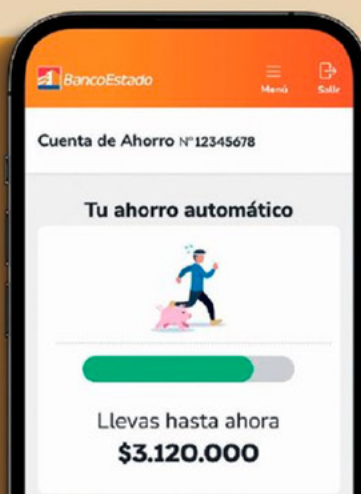 BancoEstado
Menú
Salir
Cuenta de Ahorro N°12345678
Tu ahorro automático
Llevas hasta ahora
$3.120.000